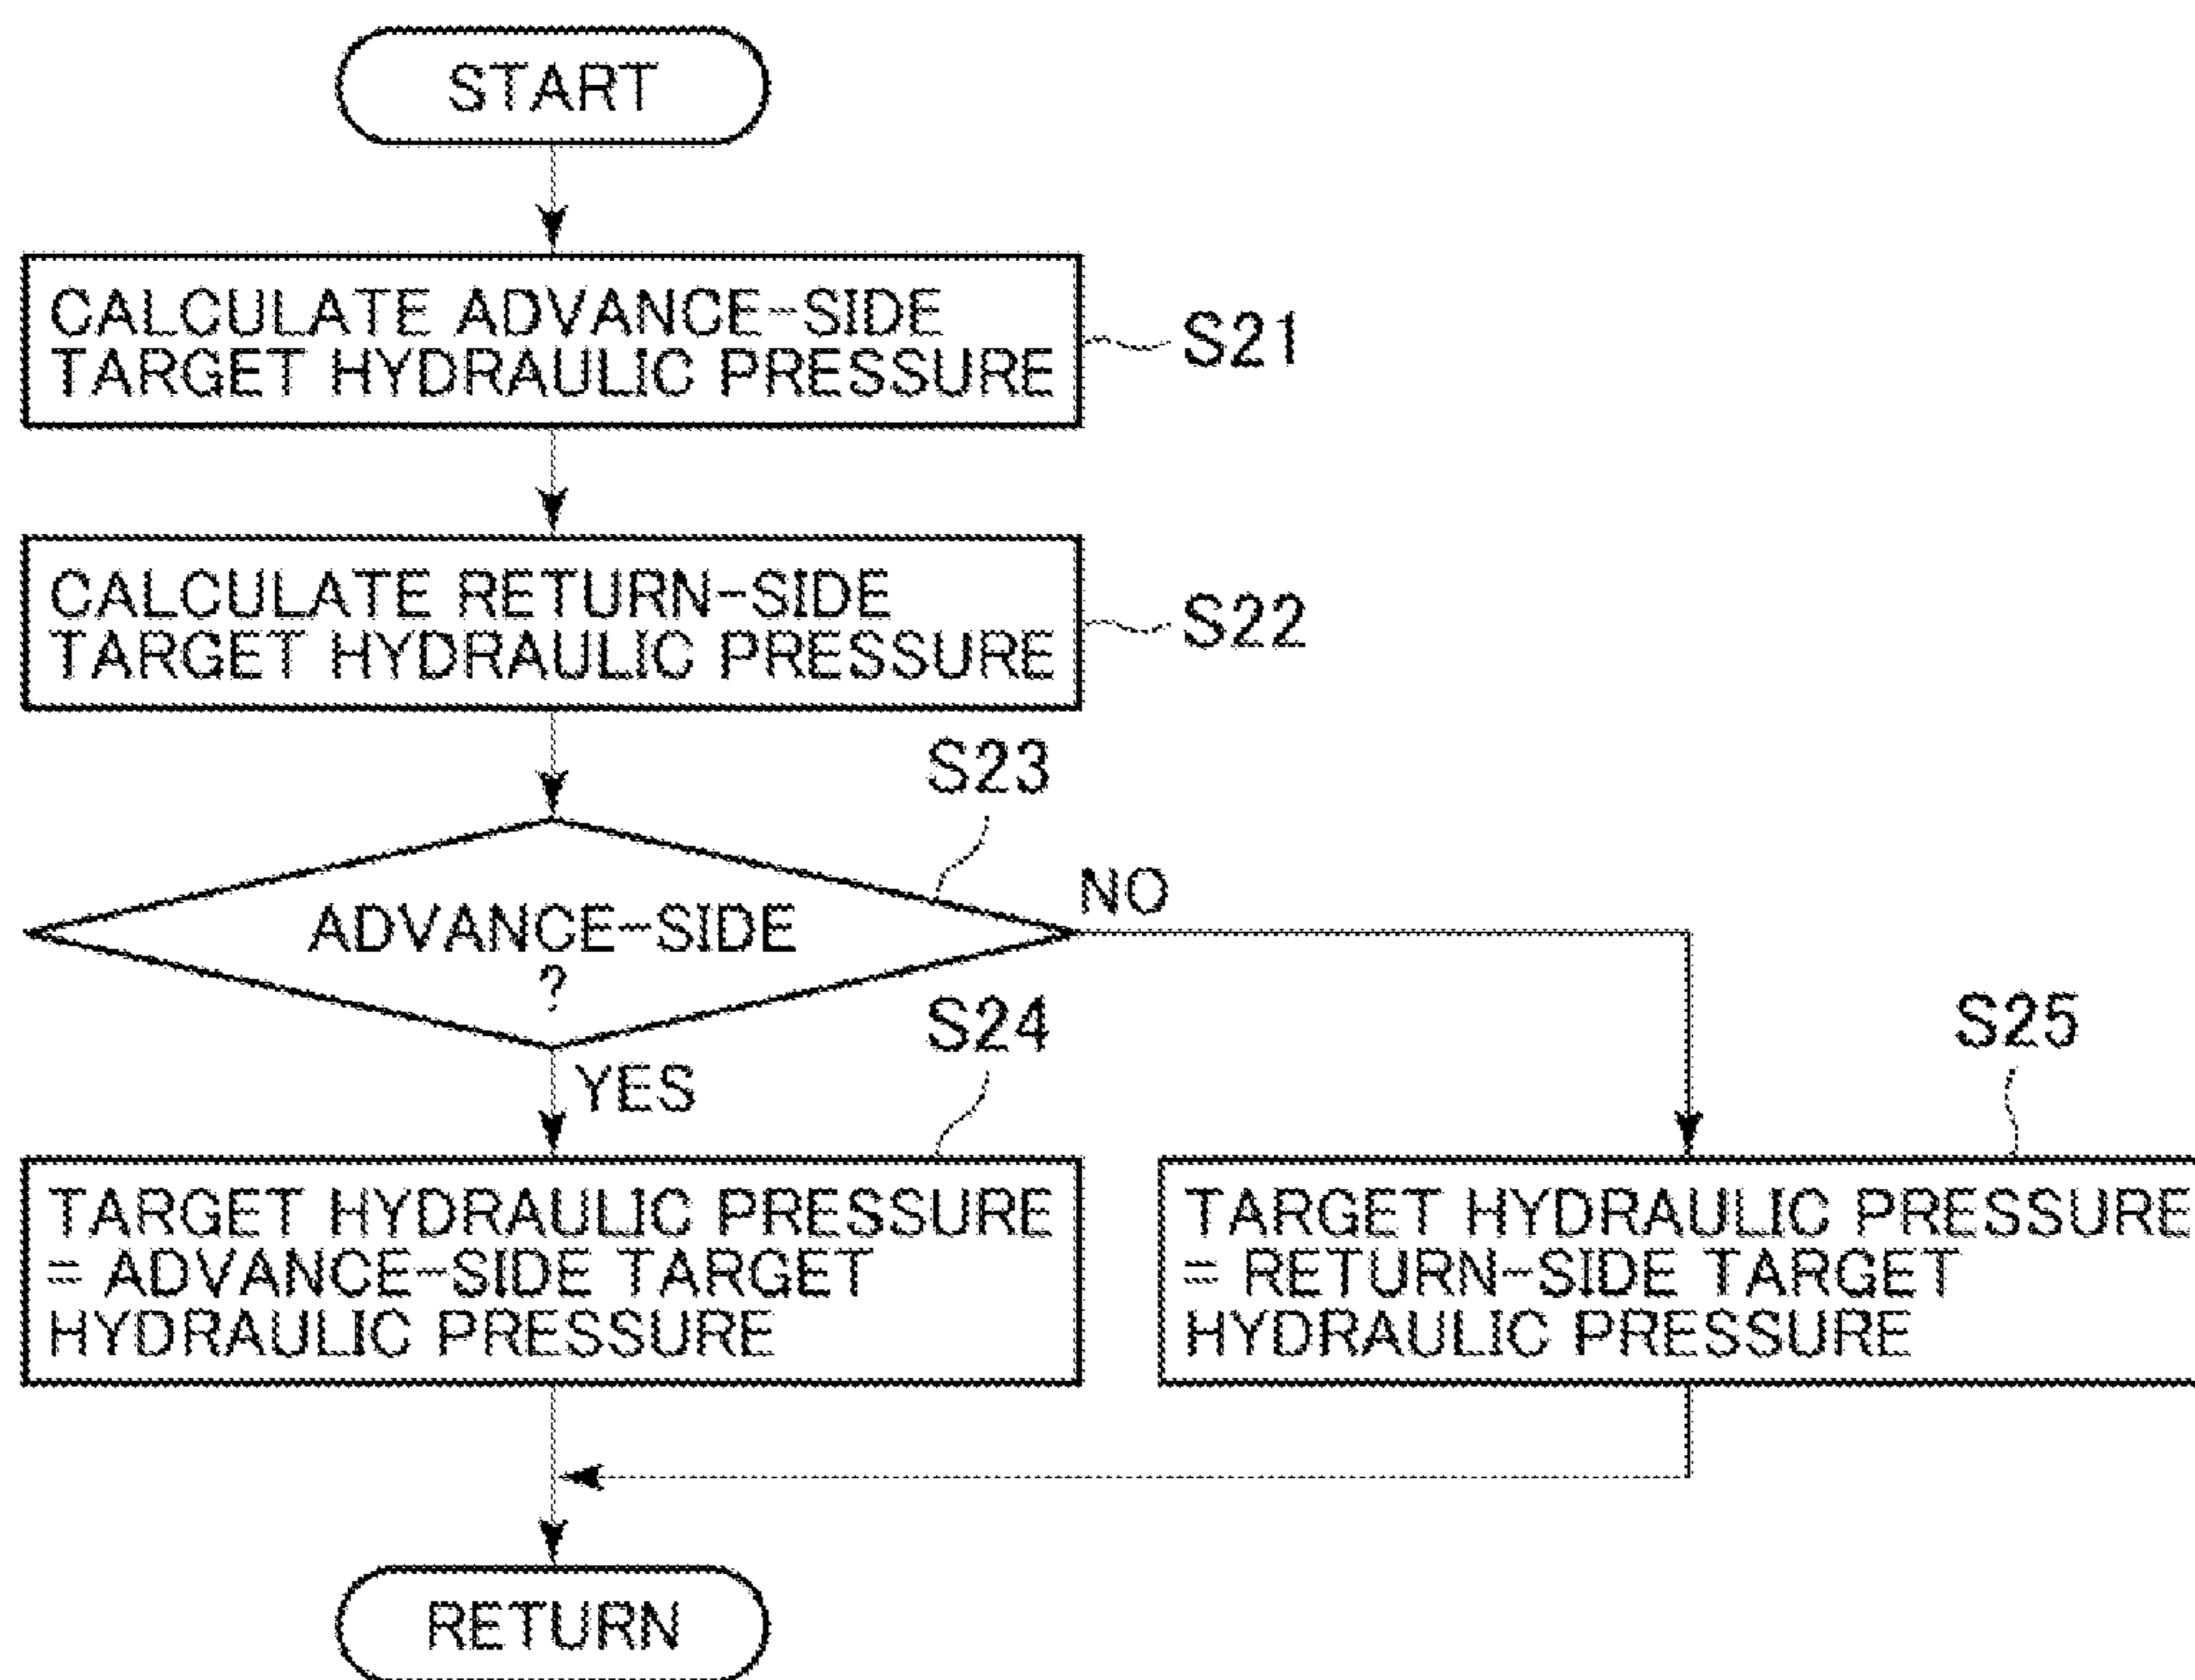 START
CALCULATE ADVANCE-SIDE
TARGET HYDRAULIC PRESSURE
S21
CALCULATE RETURN-SIDE
TARGET HYDRAULIC PRESSURE
S22
S23
ADVANCE-SIDE
?
NO
YES
S24
TARGET HYDRAULIC PRESSURE
= ADVANCE-SIDE TARGET
HYDRAULIC PRESSURE
S25
TARGET HYDRAULIC PRESSURE
= RETURN-SIDE TARGET
HYDRAULIC PRESSURE
RETURN